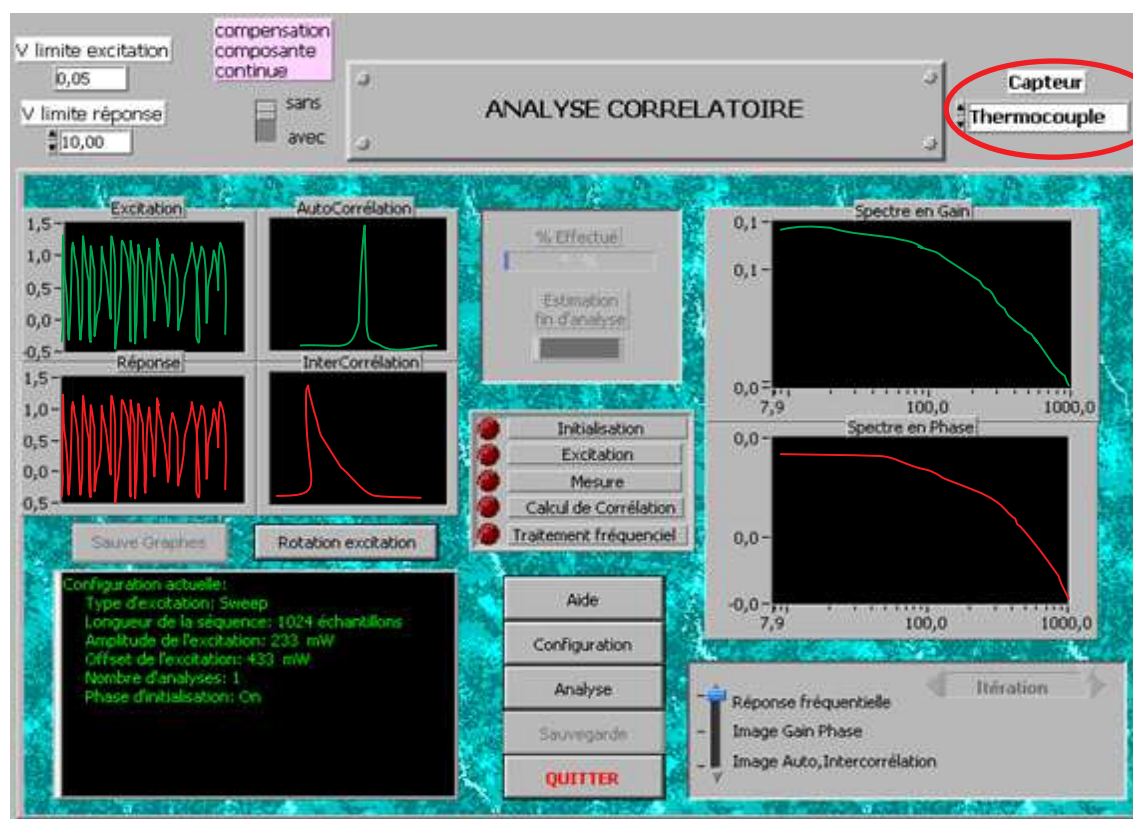 V limite excitation
0,05
V limite réponse
10,00
compensation
composante
continue
sans
avec
ANALYSE CORRELATOIRE
Capteur
Thermocouple
Excitation
1,5
1,0
0,5
0,0
-0,5
AutoCorrélation
Réponse
1,5
1,0
0,5
0,0
-0,5
InterCorrélation
% Effectué
Estimation
fin d'analyse
Spectre en Gain
0,1
0,1
0,0
7,9 100,0 1000,0
Spectre en Phase
0,0
0,0
-0,0
7,9 100,0 1000,0
Initialisation
Excitation
Mesure
Calcul de Corrélation
Traitement fréquenciel
Sauve Graphes
Rotation excitation
Configuration actuelle:
Type d'excitation: Sweep
Longueur de la séquence: 1024 échantillons
Amplitude de l'excitation: 233 mW
Offset de l'excitation: 433 mW
Nombre d'analyses: 1
Phase d'initialisation: On
Aide
Configuration
Analyse
Sauvegarde
QUITTER
Itération
Réponse fréquentielle
Image Gain Phase
Image Auto,Intercorrélation